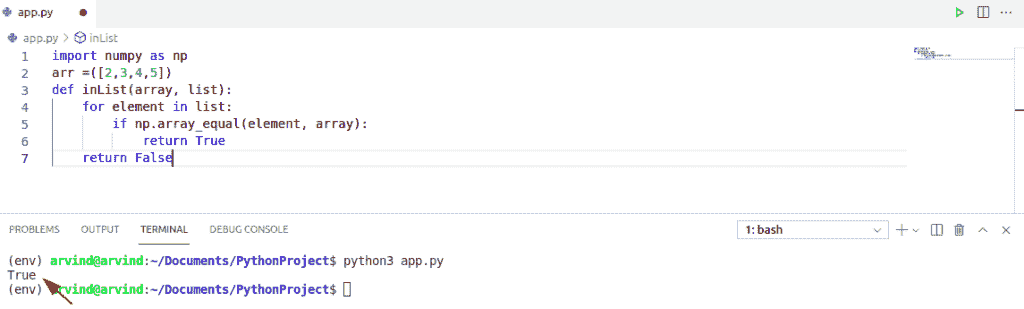 app.py
app.py > inList
1 import numpy as np
2 arr =([2,3,4,5])
3 def inList(array, list):
4 for element in list:
5 if np.array_equal(element, array):
6 return True
7 return False
PROBLEMS OUTPUT TERMINAL DEBUG CONSOLE 1: bash
(env) arvind@arvind:~/Documents/PythonProject$ python3 app.py
True
(env) arvind@arvind:~/Documents/PythonProject$